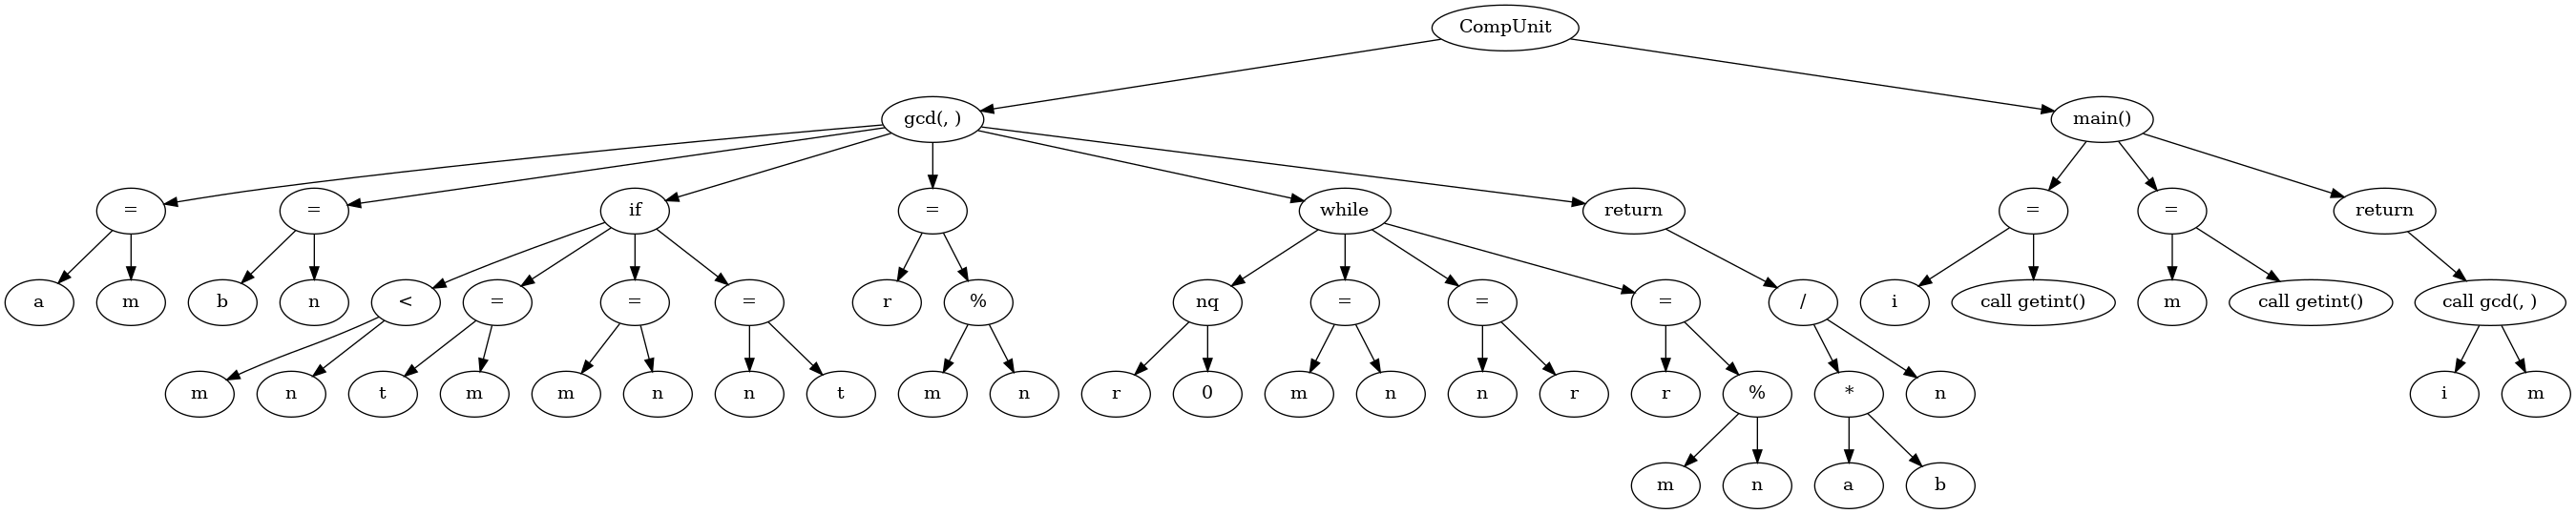 CompUnit
gcd(, ) main()
= = if = while return = = return
a m b n < = = = r % nq = = = / i call getint() m call getint() call gcd(, )
m n t m m n n t m n r 0 m n n r r % * n i m
m n a b